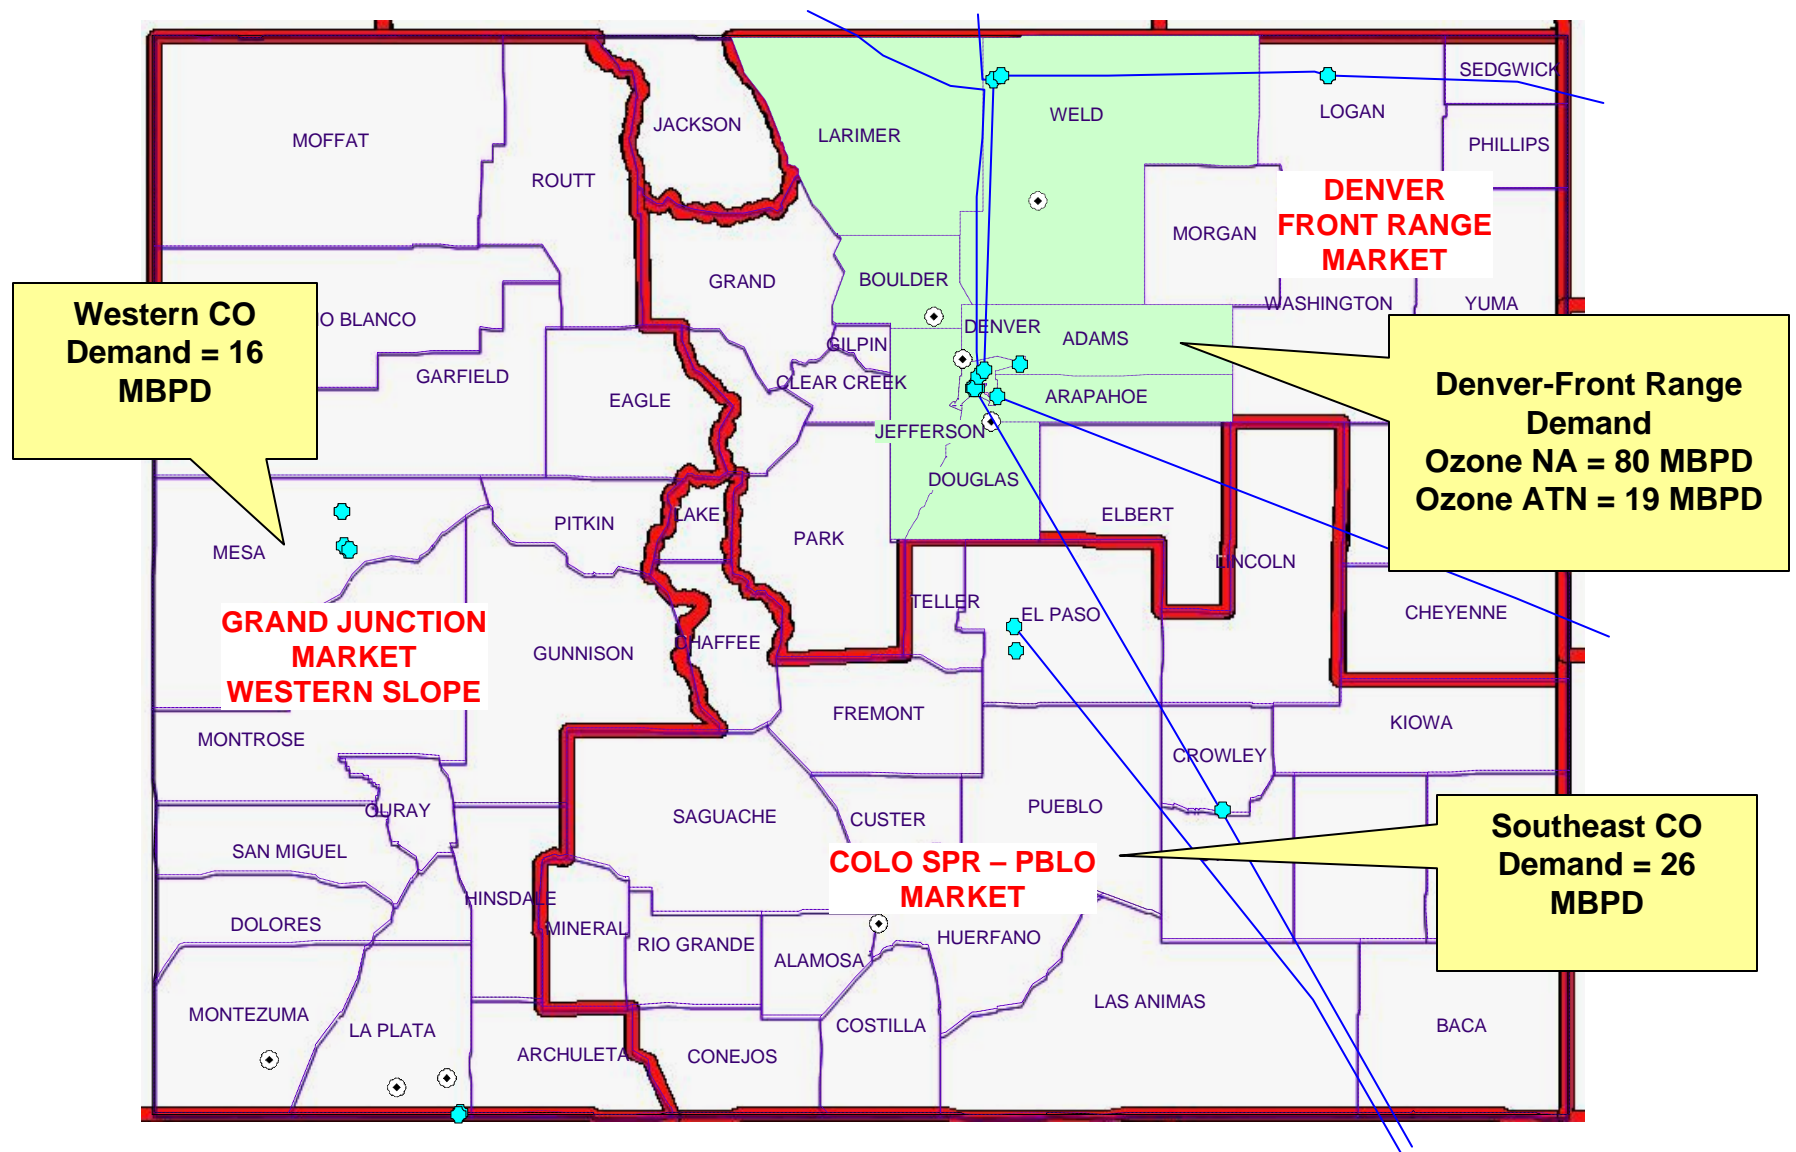 SEDGWICK
JACKSON
LARIMER
WELD
LOGAN
MOFFAT
PHILLIPS
ROUTT
DENVER
FRONT RANGE
MARKET
MORGAN
GRAND
BOULDER
WASHINGTON
YUMA
Western CO
Demand = 16
MBPD
O BLANCO
DENVER
ADAMS
GILPIN
GARFIELD
CLEAR CREEK
EAGLE
ARAPAHOE
Denver-Front Range
Demand
Ozone NA = 80 MBPD
Ozone ATN = 19 MBPD
JEFFERSON
DOUGLAS
PITKIN
LAKE
ELBERT
PARK
MESA
LINCOLN
TELLER
EL PASO
CHEYENNE
GRAND JUNCTION
MARKET
WESTERN SLOPE
GUNNISON
CHAFFEE
FREMONT
KIOWA
MONTROSE
CROWLEY
OURAY
SAGUACHE
CUSTER
PUEBLO
Southeast CO
Demand = 26
MBPD
SAN MIGUEL
COLO SPR – PBLO
MARKET
HINSDALE
DOLORES
MINERAL
RIO GRANDE
ALAMOSA
HUERFANO
MONTEZUMA
LA PLATA
LAS ANIMAS
COSTILLA
BACA
ARCHULETA
CONEJOS